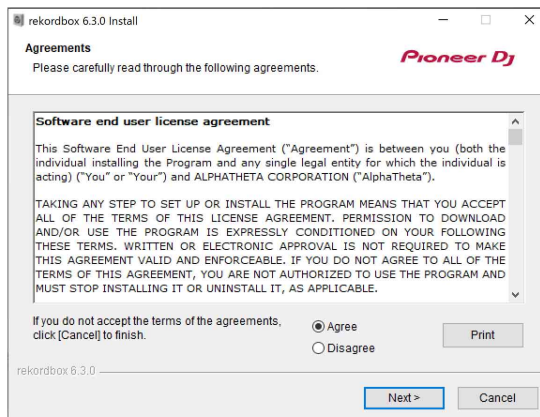 rekordbox 6.3.0 Install
Agreements
Please carefully read through the following agreements.
Pioneer Dj
Software end user license agreement
This Software End User License Agreement (“Agreement”) is between you (both the
individual installing the Program and any single legal entity for which the individual is
acting) (“You” or “Your”) and ALPHATHETA CORPORATION (“AlphaTheta”).
TAKING ANY STEP TO SET UP OR INSTALL THE PROGRAM MEANS THAT YOU ACCEPT
ALL OF THE TERMS OF THIS LICENSE AGREEMENT. PERMISSION TO DOWNLOAD
AND/OR USE THE PROGRAM IS EXPRESSLY CONDITIONED ON YOUR FOLLOWING
THESE TERMS. WRITTEN OR ELECTRONIC APPROVAL IS NOT REQUIRED TO MAKE
THIS AGREEMENT VALID AND ENFORCEABLE. IF YOU DO NOT AGREE TO ALL OF THE
TERMS OF THIS AGREEMENT, YOU ARE NOT AUTHORIZED TO USE THE PROGRAM AND
MUST STOP INSTALLING IT OR UNINSTALL IT, AS APPLICABLE.
If you do not accept the terms of the agreements,
click [Cancel] to finish.
Agree
Disagree
Print
rekordbox 6.3.0
Next >
Cancel